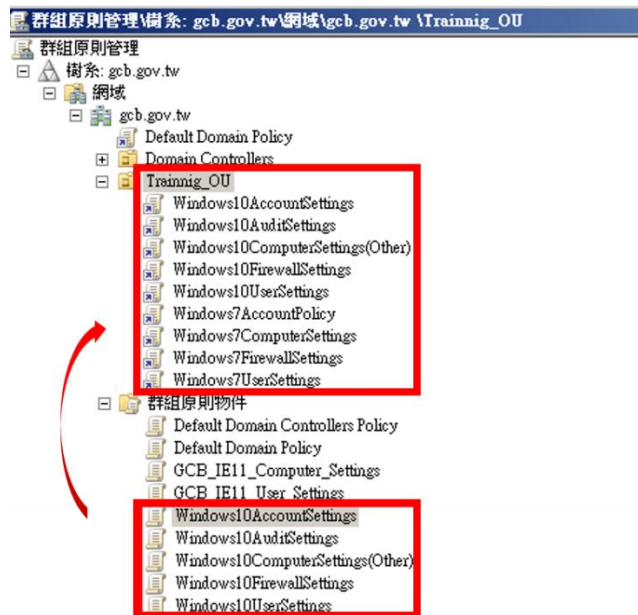 群組原則管理\樹系: gcb.gov.tw\網域\gcb.gov.tw \Trainnig_OU
群組原則管理
樹系: gcb.gov.tw
網域
gcb.gov.tw
Default Domain Policy
Domain Controllers
Trainnig_OU
Windows10AccountSettings
Windows10AuditSettings
Windows10ComputerSettings(Other)
Windows10FirewallSettings
Windows10UserSettings
Windows7AccountPolicy
Windows7ComputerSettings
Windows7FirewallSettings
Windows7UserSettings
群組原則物件
Default Domain Controllers Policy
Default Domain Policy
GCB_IE11_Computer_Settings
GCB_IE11_User_Settings
Windows10AccountSettings
Windows10AuditSettings
Windows10ComputerSettings(Other)
Windows10FirewallSettings
Windows10UserSettings